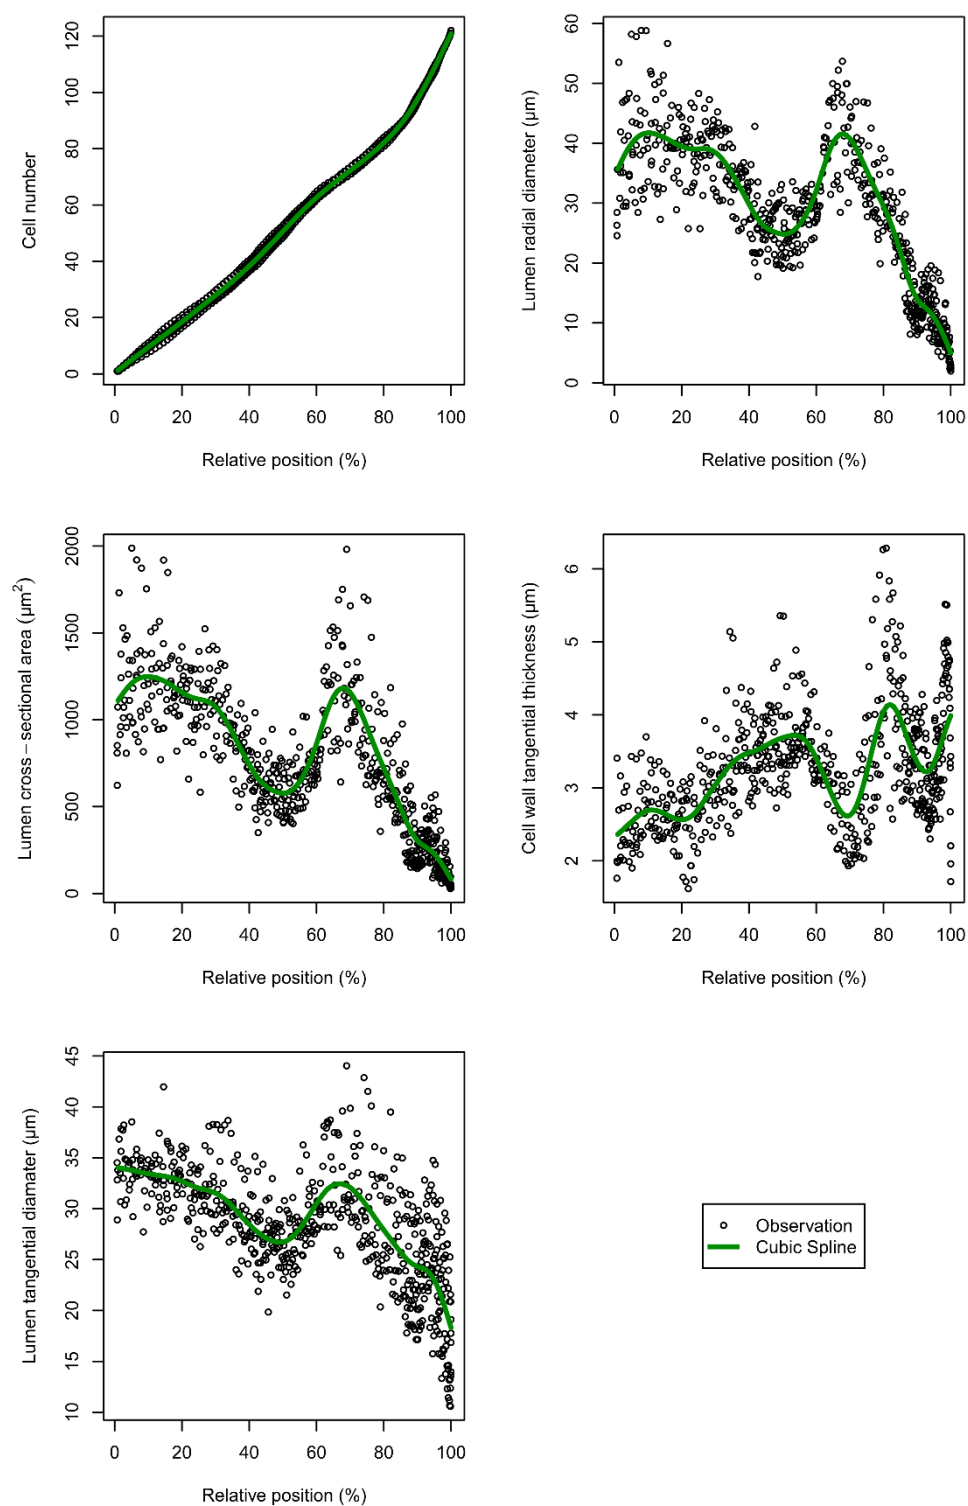 120
100
80
60
40
20
0
Cell number
0 20 40 60 80 100
Relative position (%)
60
50
40
30
20
10
0
Lumen radial diameter (µm)
0 20 40 60 80 100
Relative position (%)
2000
1500
1000
500
0
Lumen cross – sectional area (µm²)
0 20 40 60 80 100
Relative position (%)
6
5
4
3
2
Cell wall tangential thickness (µm)
0 20 40 60 80 100
Relative position (%)
45
40
35
30
25
20
15
10
Lumen tangential diamater (µm)
0 20 40 60 80 100
Relative position (%)
Observation
Cubic Spline